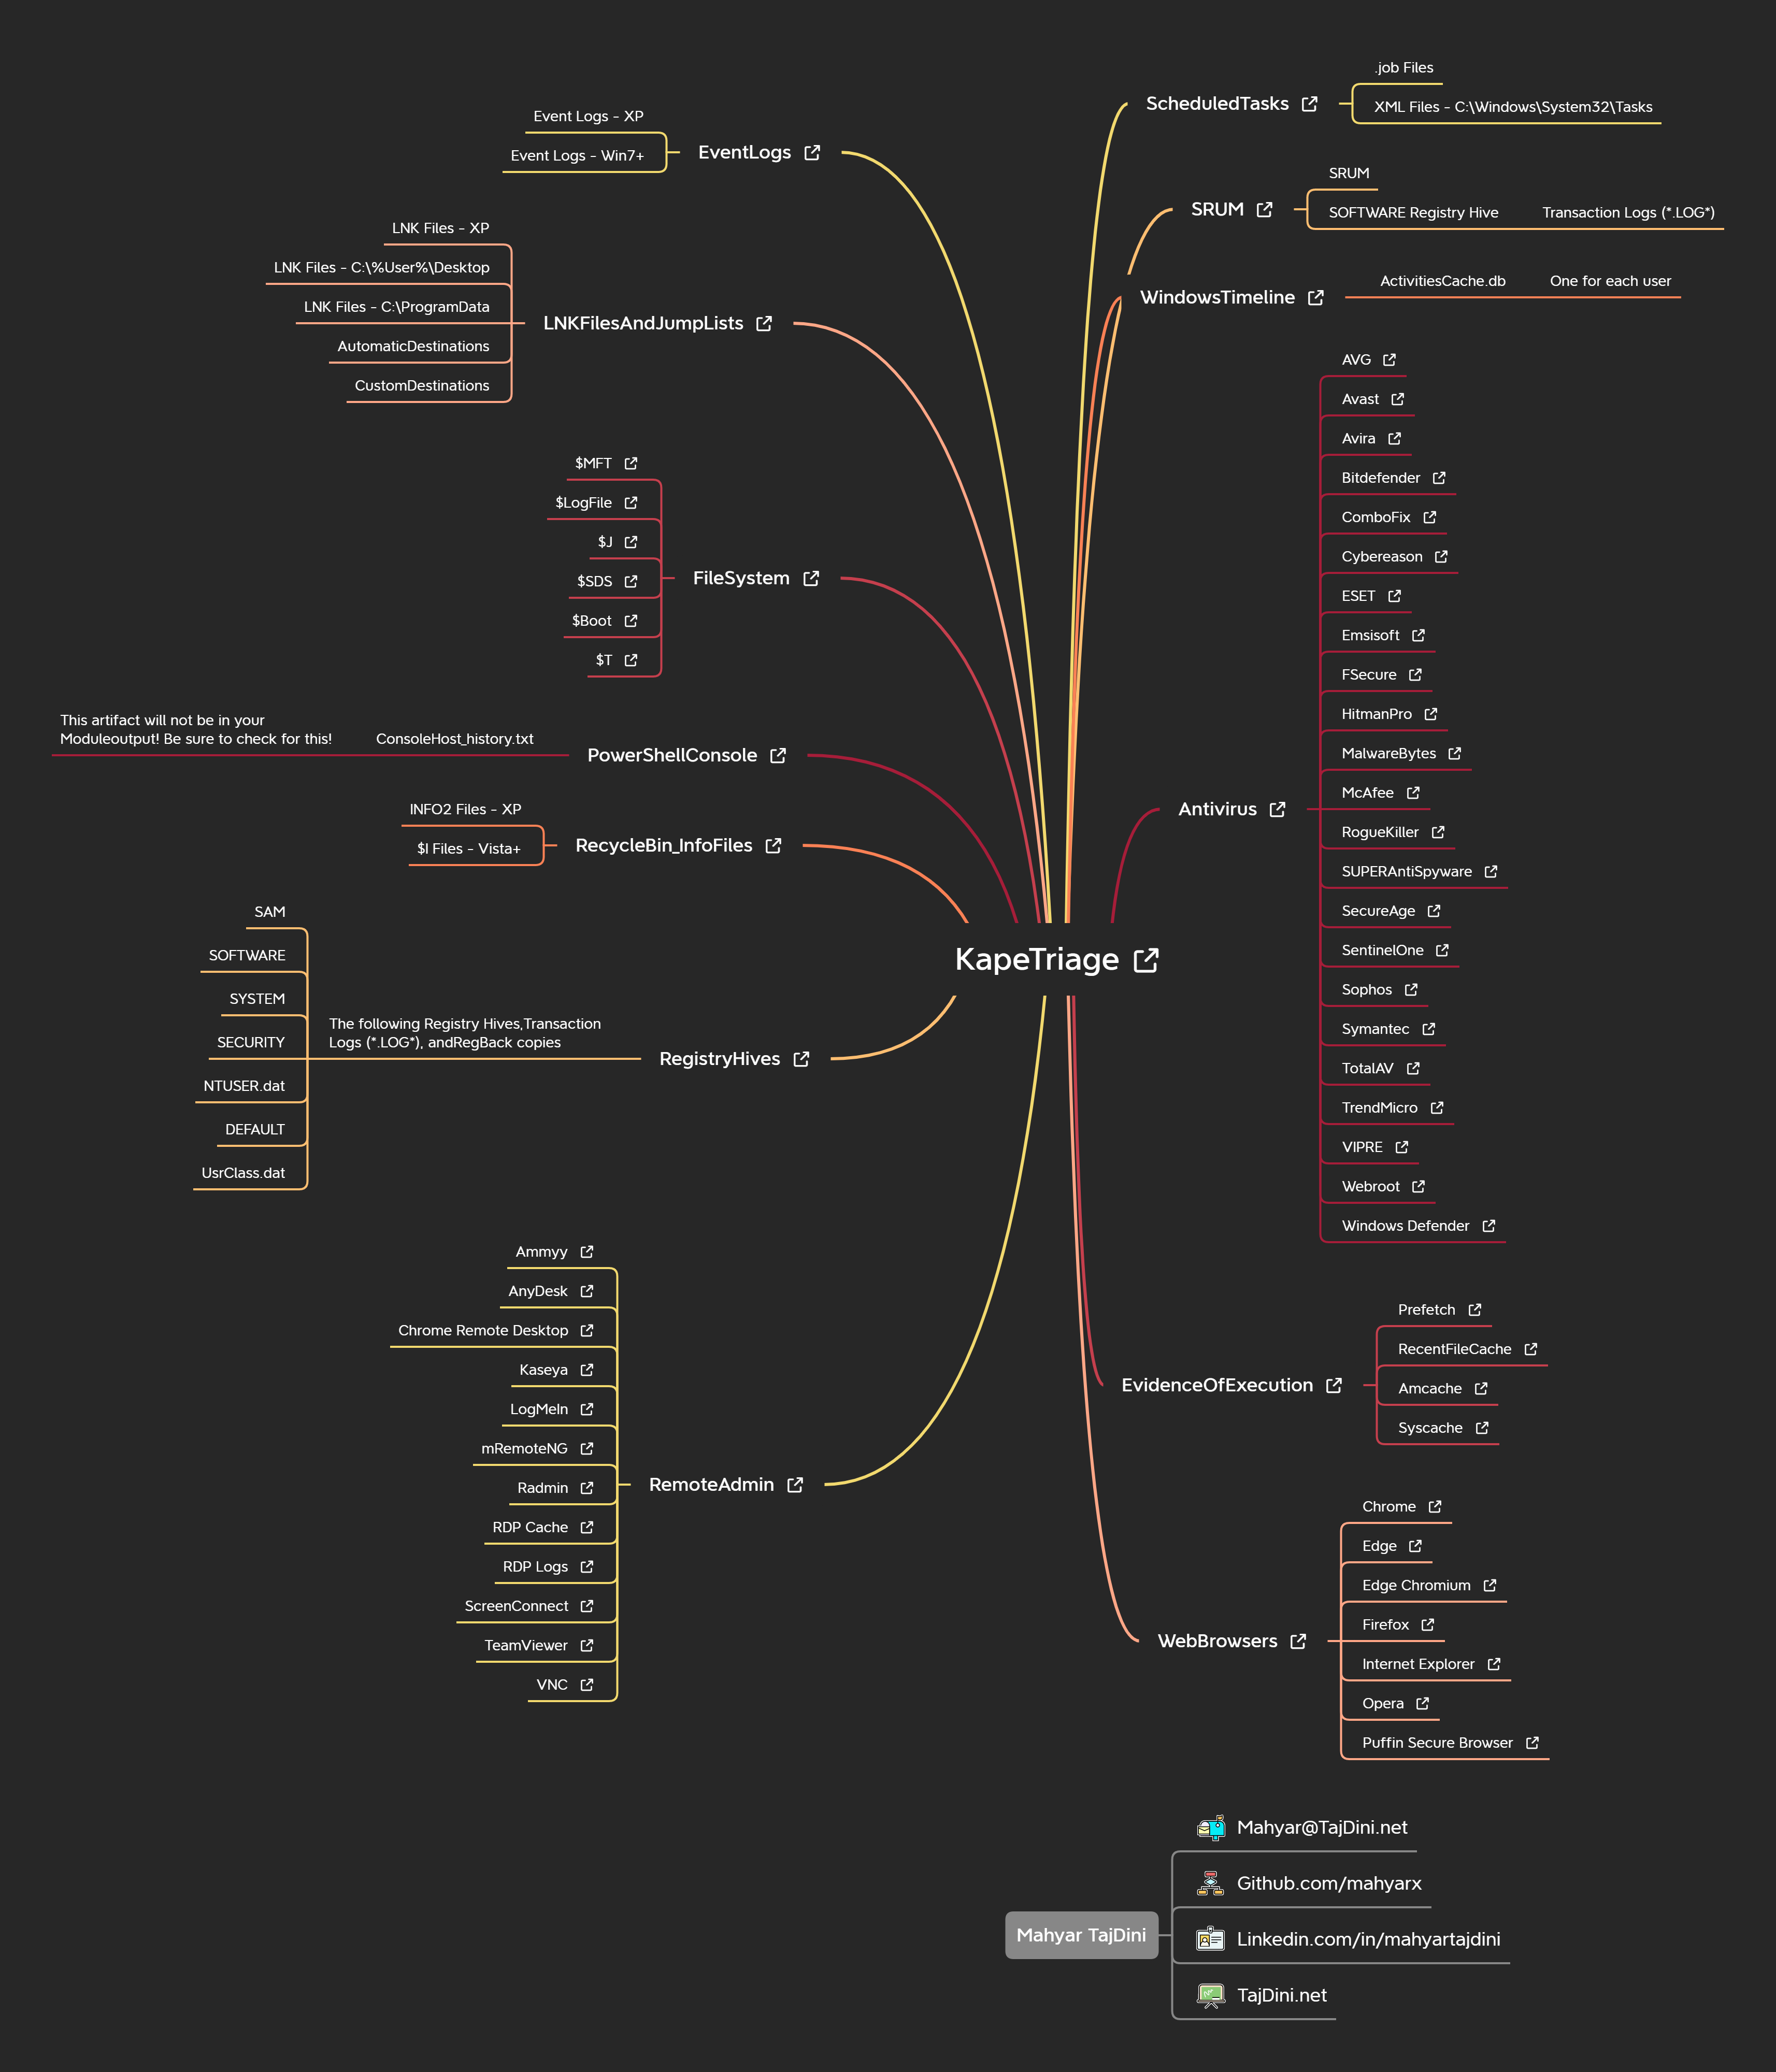 KapeTriage
EventLogs
Event Logs - XP
Event Logs - Win7+
LNKFilesAndJumpLists
LNK Files - XP
LNK Files - C:\%User%\Desktop
LNK Files - C:\ProgramData
AutomaticDestinations
CustomDestinations
FileSystem
$MFT
$LogFile
$J
$SDS
$Boot
$T
PowerShellConsole
ConsoleHost_history.txt
This artifact will not be in your
Moduleoutput! Be sure to check for this!
RecycleBin_InfoFiles
INFO2 Files - XP
$I Files - Vista+
RegistryHives
The following Registry Hives,Transaction
Logs (*.LOG*), andRegBack copies
SAM
SOFTWARE
SYSTEM
SECURITY
NTUSER.dat
DEFAULT
UsrClass.dat
RemoteAdmin
Ammyy
AnyDesk
Chrome Remote Desktop
Kaseya
LogMeIn
mRemoteNG
Radmin
RDP Cache
RDP Logs
ScreenConnect
TeamViewer
VNC
ScheduledTasks
.job Files
XML Files - C:\Windows\System32\Tasks
SRUM
SRUM
SOFTWARE Registry Hive
Transaction Logs (*.LOG*)
WindowsTimeline
ActivitiesCache.db
One for each user
Antivirus
AVG
Avast
Avira
Bitdefender
ComboFix
Cybereason
ESET
Emsisoft
FSecure
HitmanPro
MalwareBytes
McAfee
RogueKiller
SUPERAntiSpyware
SecureAge
SentinelOne
Sophos
Symantec
TotalAV
TrendMicro
VIPRE
Webroot
Windows Defender
EvidenceOfExecution
Prefetch
RecentFileCache
Amcache
Syscache
WebBrowsers
Chrome
Edge
Edge Chromium
Firefox
Internet Explorer
Opera
Puffin Secure Browser
Mahyar TajDini
Mahyar@TajDini.net
Github.com/mahyarx
Linkedin.com/in/mahyartajdini
TajDini.net